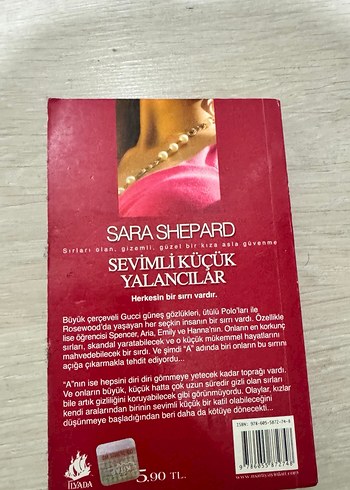 SARA SHEPARD
Sırları olan, gizemli, güzel bir kıza asla güvenme
SEVİMLİ KÜÇÜK
YALANCILAR
Herkesin bir sırrı vardır.
Büyük çerçeveli Gucci güneş gözlükleri, ütülü Polo'ları ile
Rosewood'da yaşayan her seçkin insanın bir sırrı vardı. Özellikle
lise öğrencisi Spencer, Aria, Emily ve Hanna'nın. Onların en korkunç
sırları, skandal yaratabilecek ve o küçük mükemmel hayatlarını
mahvedebilecek bir sırdı. Ve şimdi "A" adında biri onların bu sırrını
açığa çıkarmakla tehdit ediyordu...
"A"nın ise hepsini diri diri gömmeye yetecek kadar toprağı vardı.
Ve onların büyük, küçük hatta çok uzun süredir gizli olan sırları
bile artık gizliliğini koruyabilecek gibi görünmüyordu. Olaylar, kızlar
kendi aralarından birinin sevimli küçük bir katil olabileceğini
düşünmeye başladığından beri daha da kötüye dönecekti...
ISBN: 978-605-5872-74-8
9 786055 872748
İLYADA
5.90 TL.